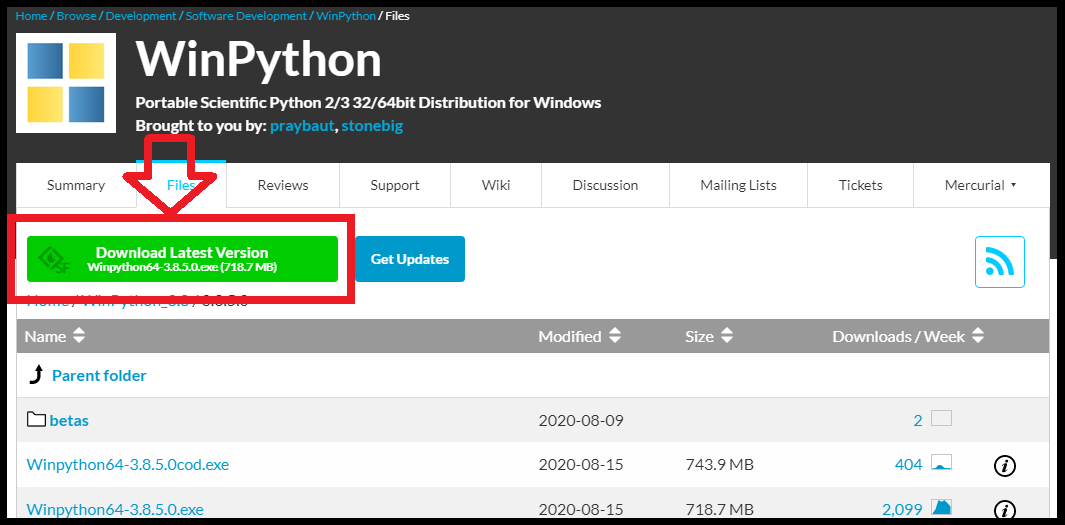 Home / Browse / Development / Software Development / WinPython / Files
WinPython
Portable Scientific Python 2/3 32/64bit Distribution for Windows
Brought to you by: praybaut, stonebig
Summary Files Reviews Support Wiki Discussion Mailing Lists Tickets Mercurial
Download Latest Version
Winpython64-3.8.5.0.exe (718.7 MB)
SF
Get Updates
Home / WinPython_3.8 / 3.8.5.0
Name Modified Size Downloads / Week
Parent folder
betas 2020-08-09 2
Winpython64-3.8.5.0cod.exe 2020-08-15 743.9 MB 404 i
Winpython64-3.8.5.0.exe 2020-08-15 718.7 MB 2,099 i